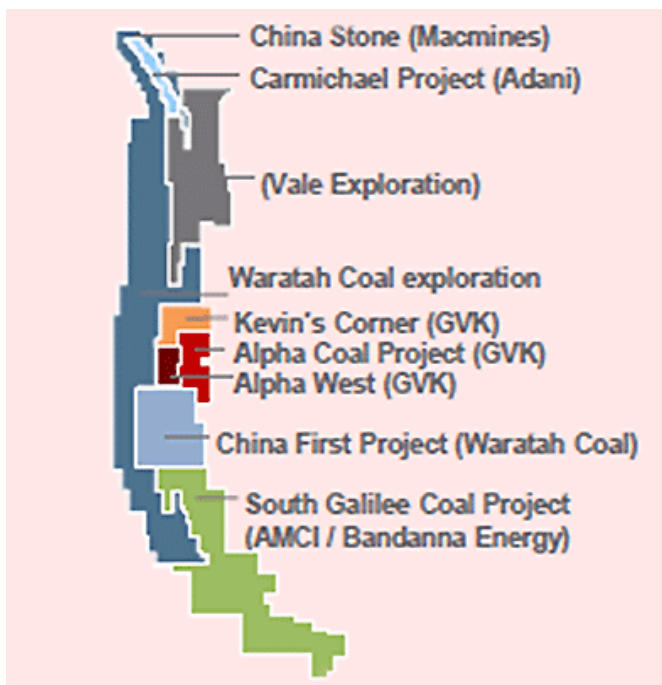 China Stone (Macmines)
Carmichael Project (Adani)
(Vale Exploration)
Waratah Coal exploration
Kevin's Corner (GVK)
Alpha Coal Project (GVK)
Alpha West (GVK)
China First Project (Waratah Coal)
South Galilee Coal Project
(AMCI / Bandanna Energy)